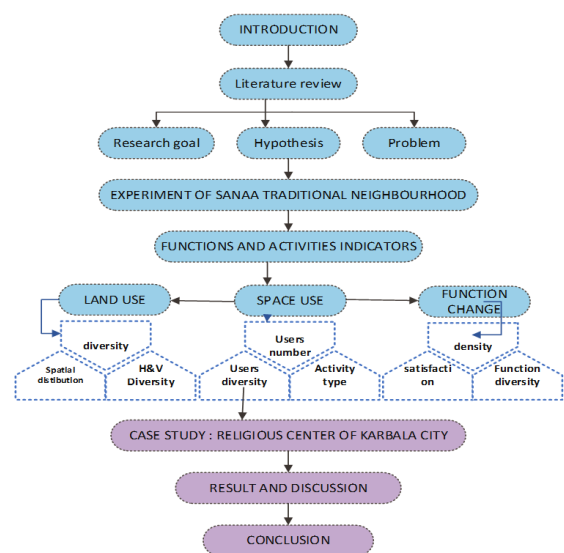 INTRODUCTION
Literature review
Research goal
Hypothesis
Problem
EXPERIMENT OF SANAA TRADITIONAL NEIGHBOURHOOD
FUNCTIONS AND ACTIVITIES INDICATORS
LAND USE
SPACE USE
FUNCTION
CHANGE
diversity
Users
number
density
Spatial
distibution
H&V
Diversity
Users
diversity
Activity
type
satisfacti
on
Function
diversity
CASE STUDY : RELIGIOUS CENTER OF KARBALA CITY
RESULT AND DISCUSSION
CONCLUSION